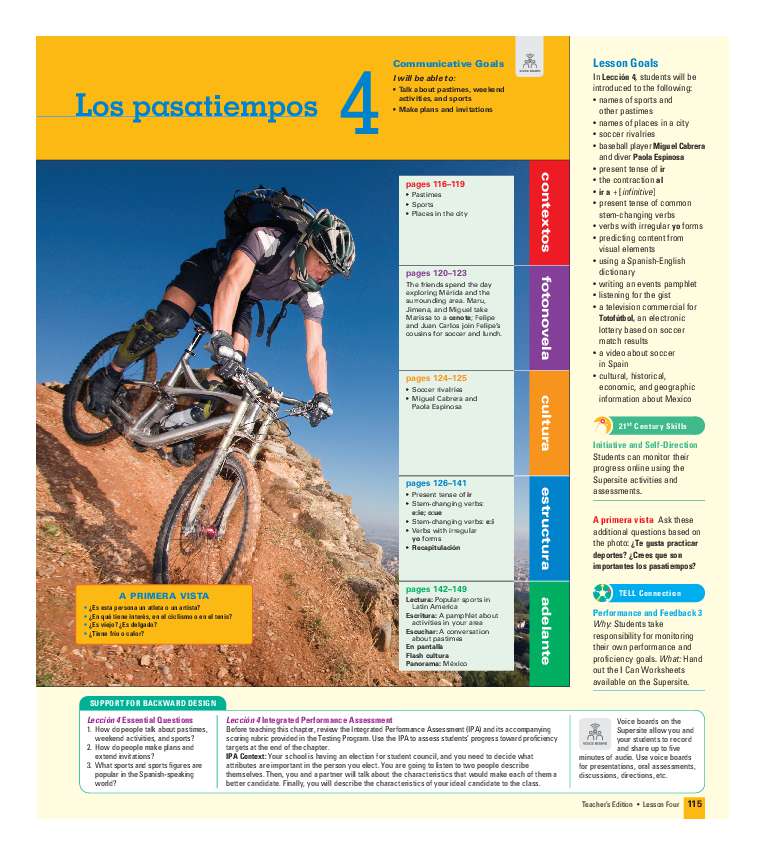 Los pasatiempos
4
Communicative Goals
I will be able to:
• Talk about pastimes, weekend
activities, and sports
• Make plans and invitations
VOICE BOARD
pages 116–119
• Pastimes
• Sports
• Places in the city
contextos
pages 120–123
The friends spend the day
exploring Mérida and the
surrounding area. Maru,
Jimena, and Miguel take
Marissa to a cenote; Felipe
and Juan Carlos join Felipe's
cousins for soccer and lunch.
fotonovela
pages 124–125
• Soccer rivalries
• Miguel Cabrera and
Paola Espinosa
cultura
pages 126–141
• Present tense of ir
• Stem-changing verbs:
e:ie; o:ue
• Stem-changing verbs: e:i
• Verbs with irregular
yo forms
• Recapitulación
estructura
pages 142–149
Lectura: Popular sports in
Latin America
Escritura: A pamphlet about
activities in your area
Escuchar: A conversation
about pastimes
En pantalla
Flash cultura
Panorama: México
adelante
A PRIMERA VISTA
• ¿Es esta persona un atleta o un artista?
• ¿En qué tiene interés, en el ciclismo o en el tenis?
• ¿Es viejo? ¿Es delgado?
• ¿Tiene frío o calor?
Lesson Goals
In Lección 4, students will be
introduced to the following:
• names of sports and
other pastimes
• names of places in a city
• soccer rivalries
• baseball player Miguel Cabrera
and diver Paola Espinosa
• present tense of ir
• the contraction al
• ir a + [infinitive]
• present tense of common
stem-changing verbs
• verbs with irregular yo forms
• predicting content from
visual elements
• using a Spanish-English
dictionary
• writing an events pamphlet
• listening for the gist
• a television commercial for
Totofútbol, an electronic
lottery based on soccer
match results
• a video about soccer
in Spain
• cultural, historical,
economic, and geographic
information about Mexico
21st Century Skills
Initiative and Self-Direction
Students can monitor their
progress online using the
Supersite activities and
assessments.
A primera vista Ask these
additional questions based on
the photo: ¿Te gusta practicar
deportes? ¿Crees que son
importantes los pasatiempos?
TELL Connection
Performance and Feedback 3
Why: Students take
responsibility for monitoring
their own performance and
proficiency goals. What: Hand
out the I Can Worksheets
available on the Supersite.
SUPPORT FOR BACKWARD DESIGN
Lección 4 Essential Questions
1. How do people talk about pastimes,
weekend activities, and sports?
2. How do people make plans and
extend invitations?
3. What sports and sports figures are
popular in the Spanish-speaking
world?
Lección 4 Integrated Performance Assessment
Before teaching this chapter, review the Integrated Performance Assessment (IPA) and its accompanying
scoring rubric provided in the Testing Program. Use the IPA to assess students' progress toward proficiency
targets at the end of the chapter.
IPA Context: Your school is having an election for student council, and you need to decide what
attributes are important in the person you elect. You are going to listen to two people describe
themselves. Then, you and a partner will talk about the characteristics that would make each of them a
better candidate. Finally, you will describe the characteristics of your ideal candidate to the class.
VOICE BOARD
Voice boards on the
Supersite allow you and
your students to record
and share up to five
minutes of audio. Use voice boards
for presentations, oral assessments,
discussions, directions, etc.
Teacher's Edition • Lesson Four 115